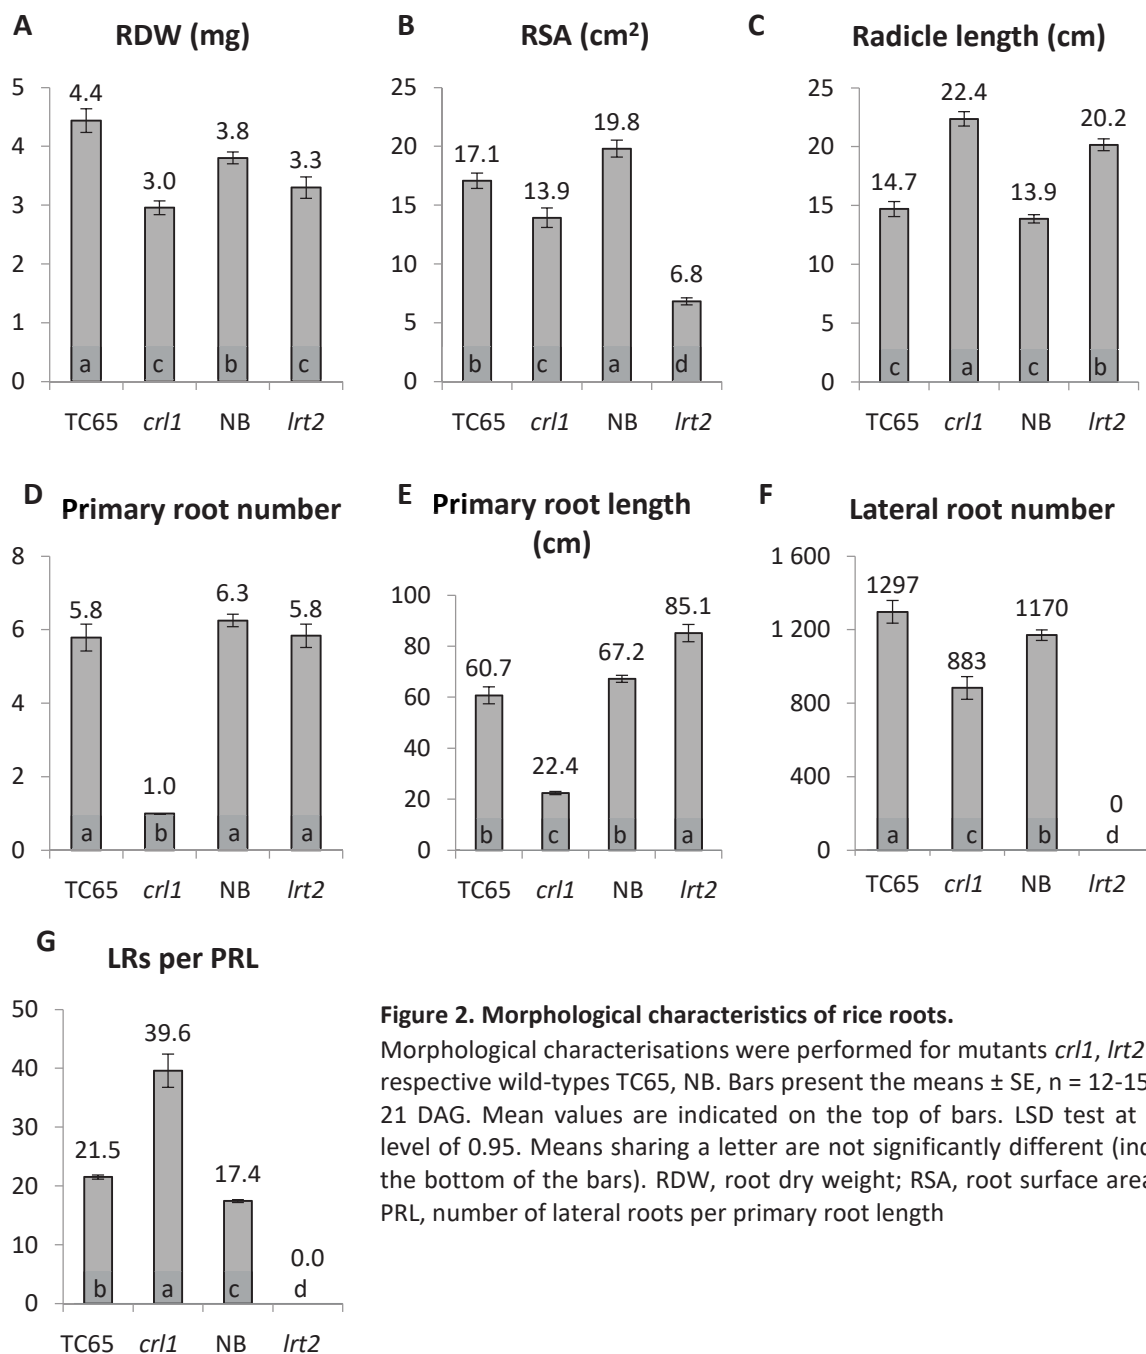 A
RDW (mg)
5
4
3
2
1
0
4.4
3.0
3.8
3.3
a
c
b
c
TC65 crl1 NB lrt2
B
RSA (cm²)
25
20
15
10
5
0
17.1
13.9
19.8
6.8
b
c
a
d
TC65 crl1 NB lrt2
C
Radicle length (cm)
25
20
15
10
5
0
14.7
22.4
13.9
20.2
c
a
c
b
TC65 crl1 NB lrt2
D
Primary root number
8
6
4
2
0
5.8
1.0
6.3
5.8
a
b
a
a
TC65 crl1 NB lrt2
E
Primary root length
(cm)
100
80
60
40
20
0
60.7
22.4
67.2
85.1
b
c
b
a
TC65 crl1 NB lrt2
F
Lateral root number
1 600
1 200
800
400
0
1297
883
1170
0
a
c
b
d
TC65 crl1 NB lrt2
G
LRs per PRL
50
40
30
20
10
0
21.5
39.6
17.4
0.0
b
a
c
d
TC65 crl1 NB lrt2
Figure 2. Morphological characteristics of rice roots.
Morphological characterisations were performed for mutants crl1, lrt2
respective wild-types TC65, NB. Bars present the means ± SE, n = 12-15
21 DAG. Mean values are indicated on the top of bars. LSD test at
level of 0.95. Means sharing a letter are not significantly different (inc
the bottom of the bars). RDW, root dry weight; RSA, root surface area
PRL, number of lateral roots per primary root length